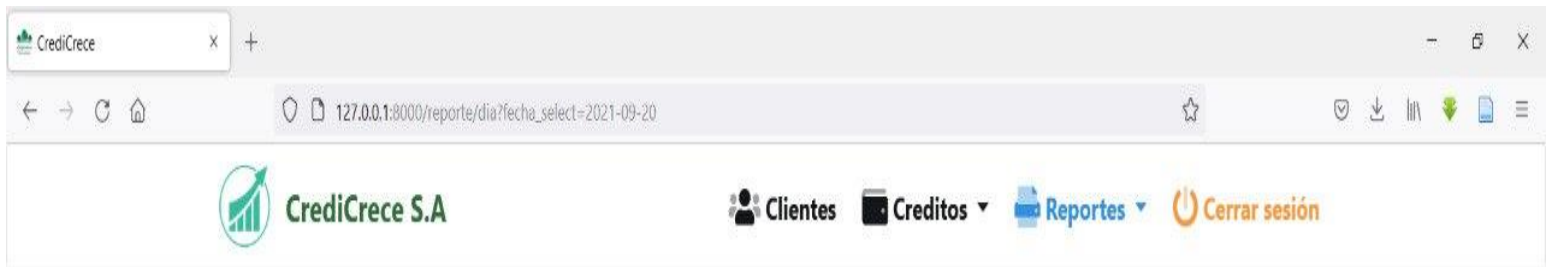 CrediCrece
127.0.0.1:8000/reporte/dia?fecha_select=2021-09-20
CrediCrece S.A Clientes Creditos Reportes Cerrar sesión